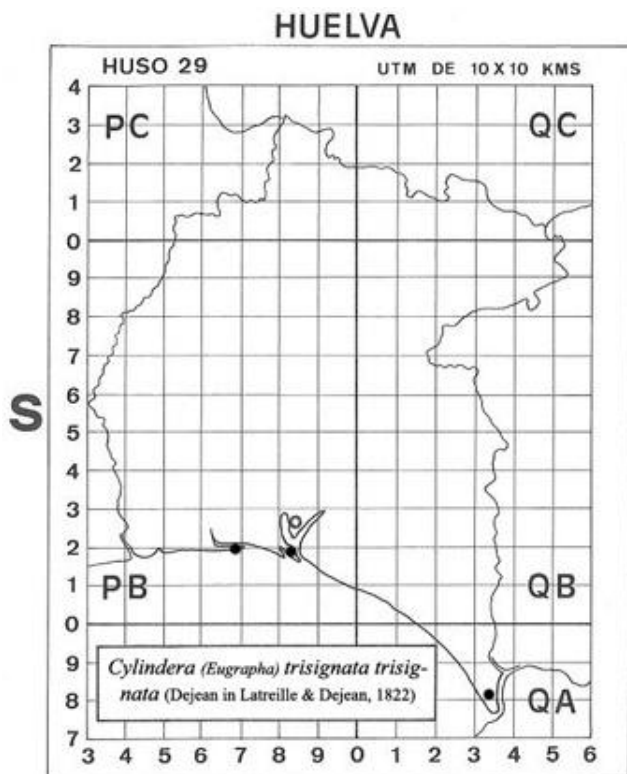 HUELVA
HUSO 29 UTM DE 10 X 10 KMS
4
PC QC
3
2
1
0
9
8
7
6
S
5
4
3
2
1
PB QB
0
9
Cylindera (Eugrapha) trisignata trisig-
nata (Dejean in Latreille & Dejean, 1822)
8
QA
7
3 4 5 6 7 8 9 0 1 2 3 4 5 6